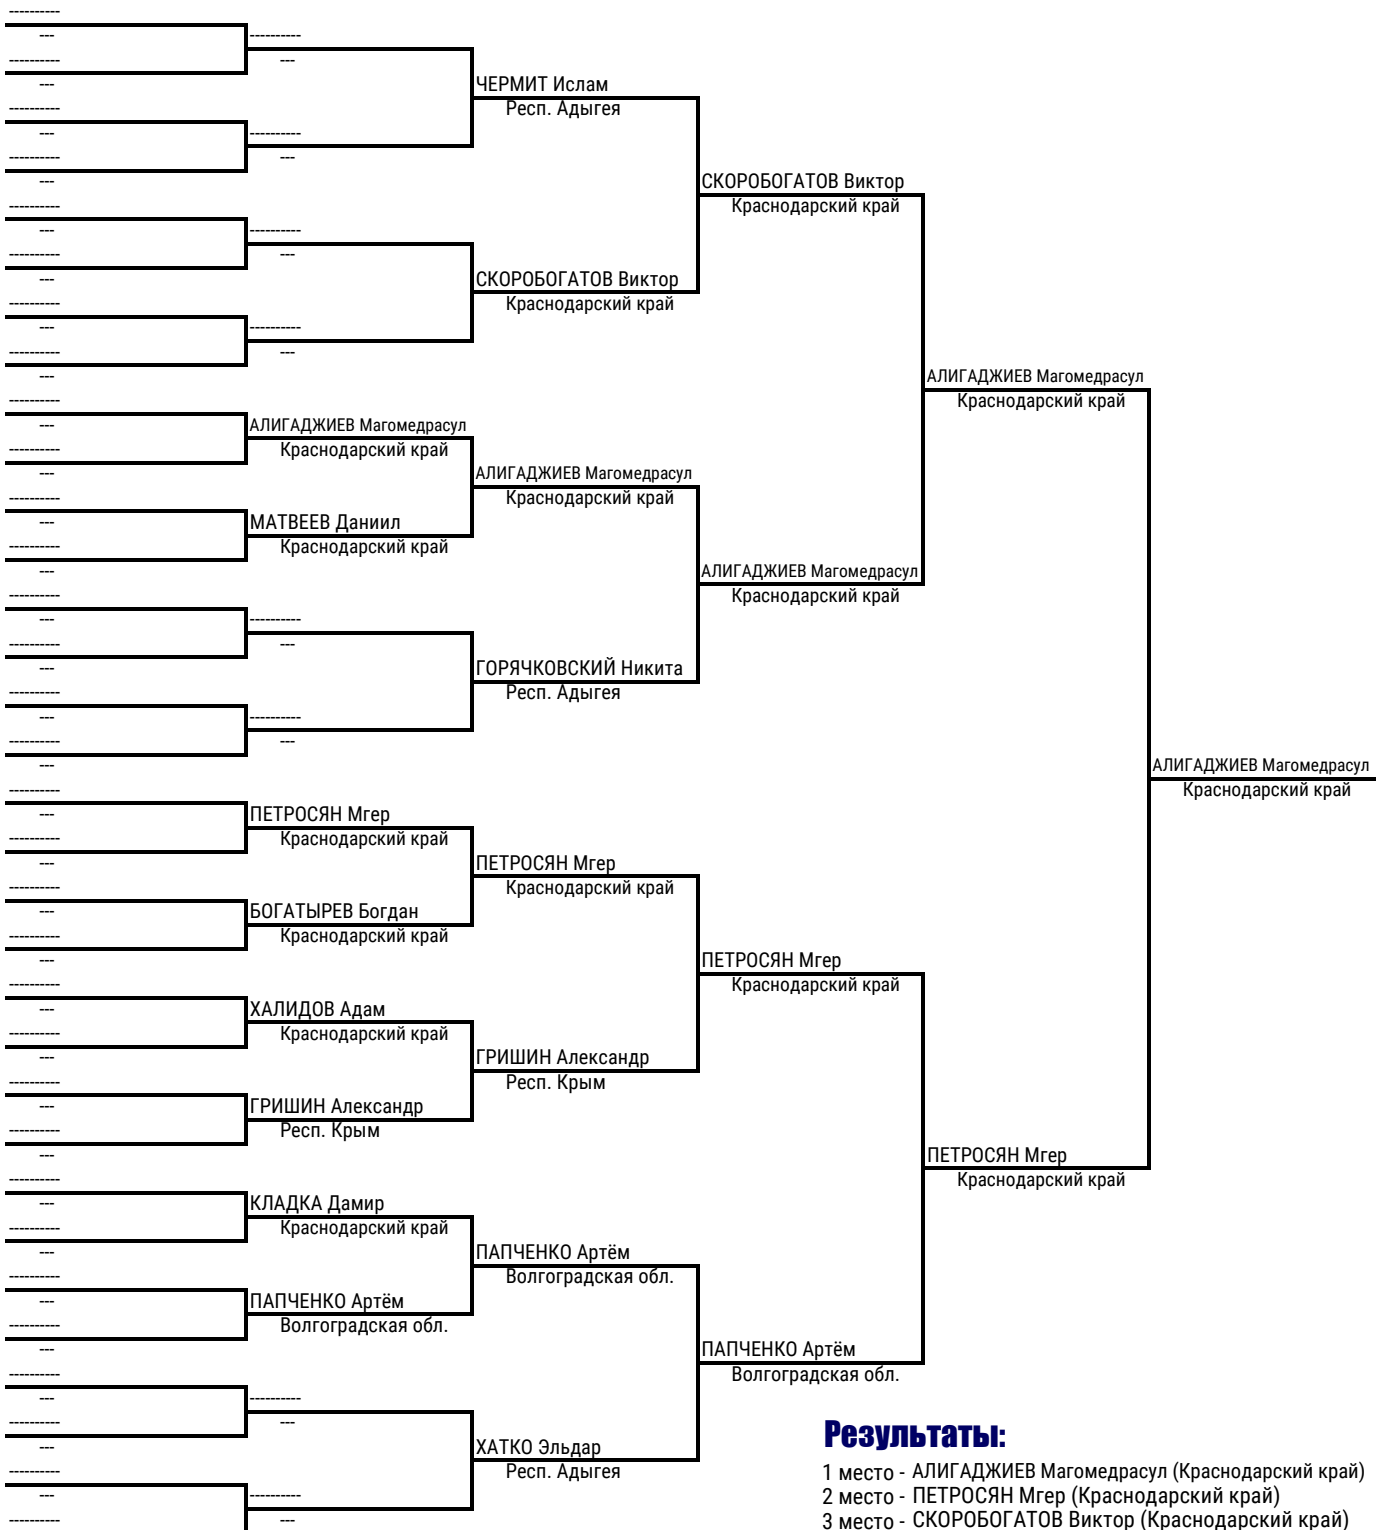 ----------
---
----------
---
----------
---
----------
---
----------
---
----------
---
----------
---
----------
---
----------
---
----------
---
----------
---
----------
---
----------
---
----------
---
----------
---
----------
---
----------
---
----------
---
----------
---
----------
---
----------
---
----------
---
----------
---
----------
---
----------
---
----------
---
----------
---
----------
---
----------
---
----------
---
----------
---
----------
----------
---
----------
---
----------
---
----------
---
АЛИГАДЖИЕВ Магомедрасул
Краснодарский край
МАТВЕЕВ Даниил
Краснодарский край
----------
---
----------
---
ПЕТРОСЯН Мгер
Краснодарский край
БОГАТЫРЕВ Богдан
Краснодарский край
ХАЛИДОВ Адам
Краснодарский край
ГРИШИН Александр
Респ. Крым
КЛАДКА Дамир
Краснодарский край
ПАПЧЕНКО Артём
Волгоградская обл.
----------
---
----------
---
ЧЕРМИТ Ислам
Респ. Адыгея
СКОРОБОГАТОВ Виктор
Краснодарский край
АЛИГАДЖИЕВ Магомедрасул
Краснодарский край
ГОРЯЧКОВСКИЙ Никита
Респ. Адыгея
ПЕТРОСЯН Мгер
Краснодарский край
ГРИШИН Александр
Респ. Крым
ПАПЧЕНКО Артём
Волгоградская обл.
ХАТКО Эльдар
Респ. Адыгея
СКОРОБОГАТОВ Виктор
Краснодарский край
АЛИГАДЖИЕВ Магомедрасул
Краснодарский край
ПЕТРОСЯН Мгер
Краснодарский край
ПАПЧЕНКО Артём
Волгоградская обл.
АЛИГАДЖИЕВ Магомедрасул
Краснодарский край
ПЕТРОСЯН Мгер
Краснодарский край
АЛИГАДЖИЕВ Магомедрасул
Краснодарский край
Результаты:
1 место - АЛИГАДЖИЕВ Магомедрасул (Краснодарский край)
2 место - ПЕТРОСЯН Мгер (Краснодарский край)
3 место - СКОРОБОГАТОВ Виктор (Краснодарский край)